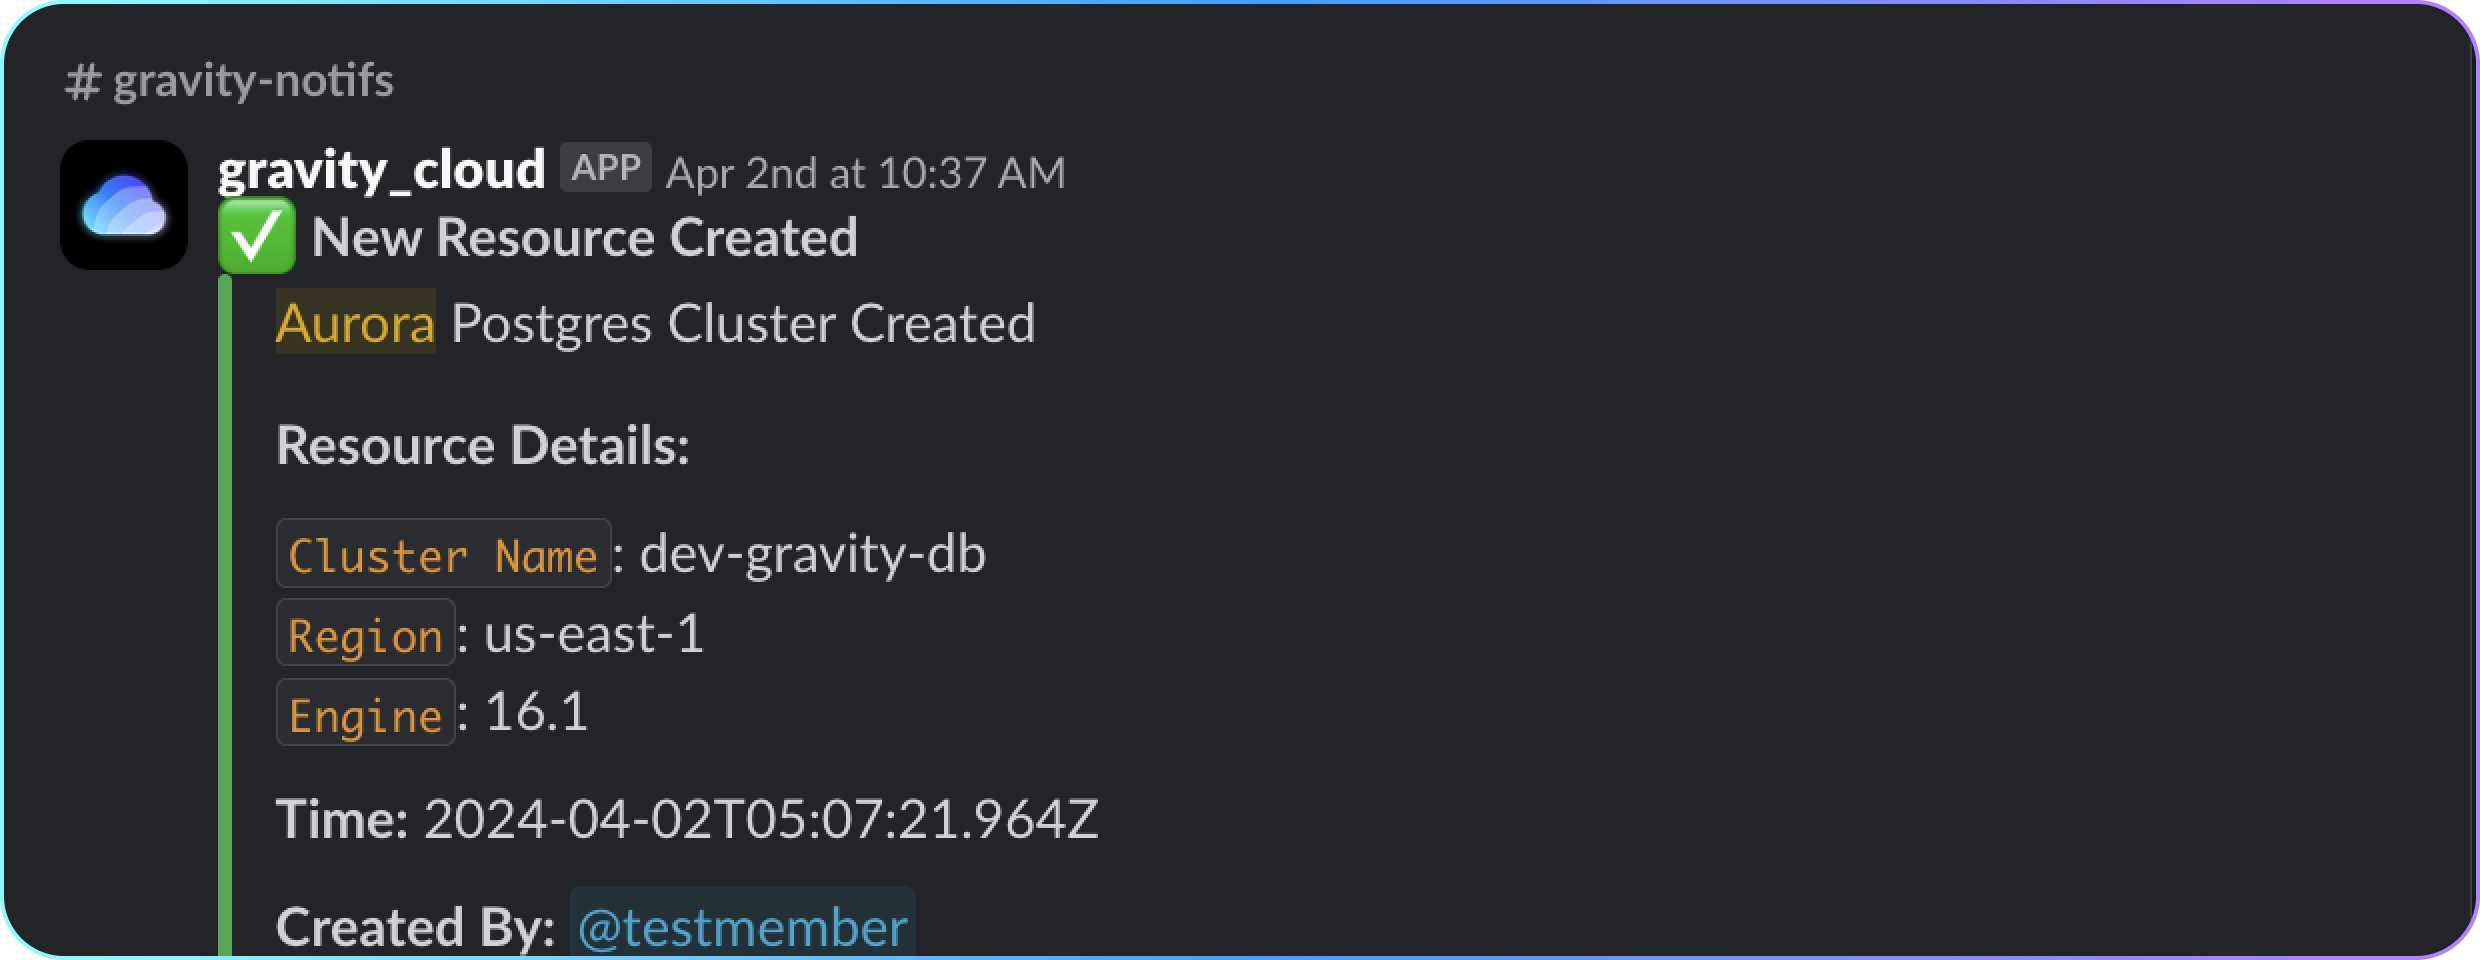 # gravity-notifs
gravity_cloud APP Apr 2nd at 10:37 AM
✅ New Resource Created
Aurora Postgres Cluster Created
Resource Details:
Cluster Name: dev-gravity-db
Region: us-east-1
Engine: 16.1
Time: 2024-04-02T05:07:21.964Z
Created By: @testmember